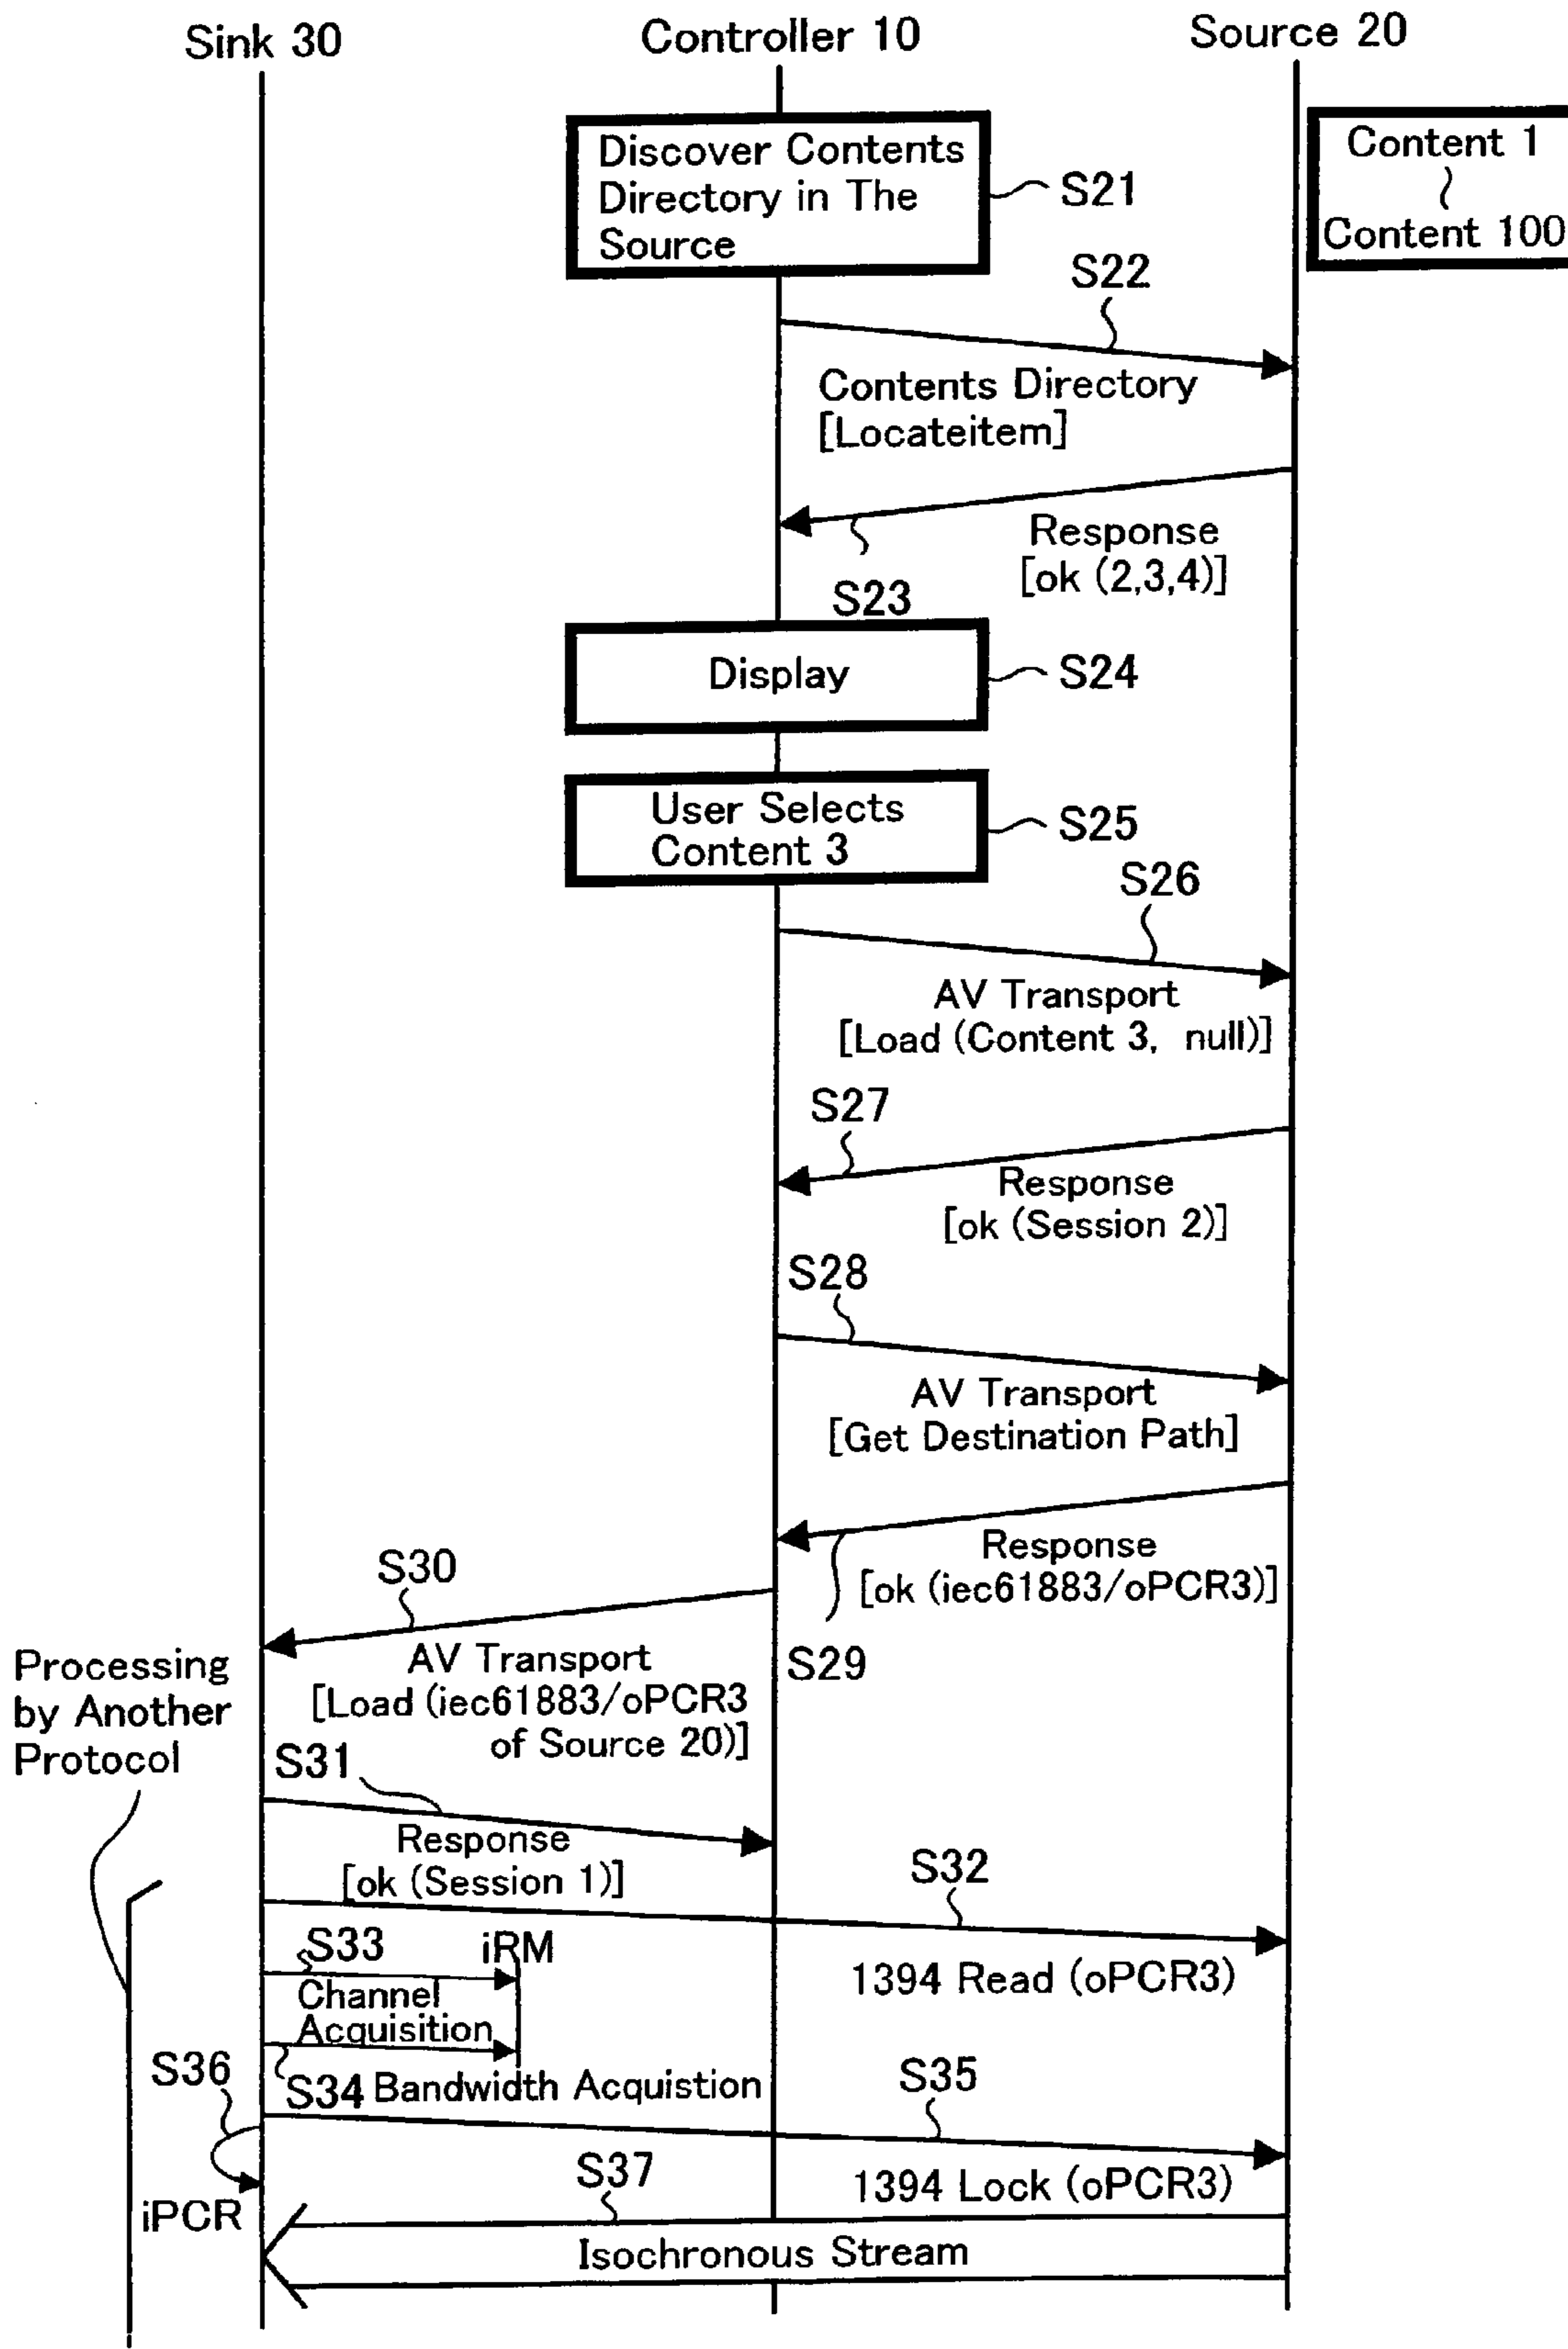 Sink 30
Controller 10
Source 20
Discover Contents
Directory in The
Source
S21
Content 1
Content 100
S22
Contents Directory
[Locateitem]
Response
[ok (2,3,4)]
S23
Display
S24
User Selects
Content 3
S25
S26
AV Transport
[Load (Content 3, null)]
S27
Response
[ok (Session 2)]
S28
AV Transport
[Get Destination Path]
Response
[ok (iec61883/oPCR3)]
S29
S30
AV Transport
[Load (iec61883/oPCR3
of Source 20)]
Processing
by Another
Protocol
S31
Response
[ok (Session 1)]
S32
1394 Read (oPCR3)
S33
iRM
Channel
Acquisition
S34 Bandwidth Acquistion
S35
1394 Lock (oPCR3)
S36
iPCR
S37
Isochronous Stream